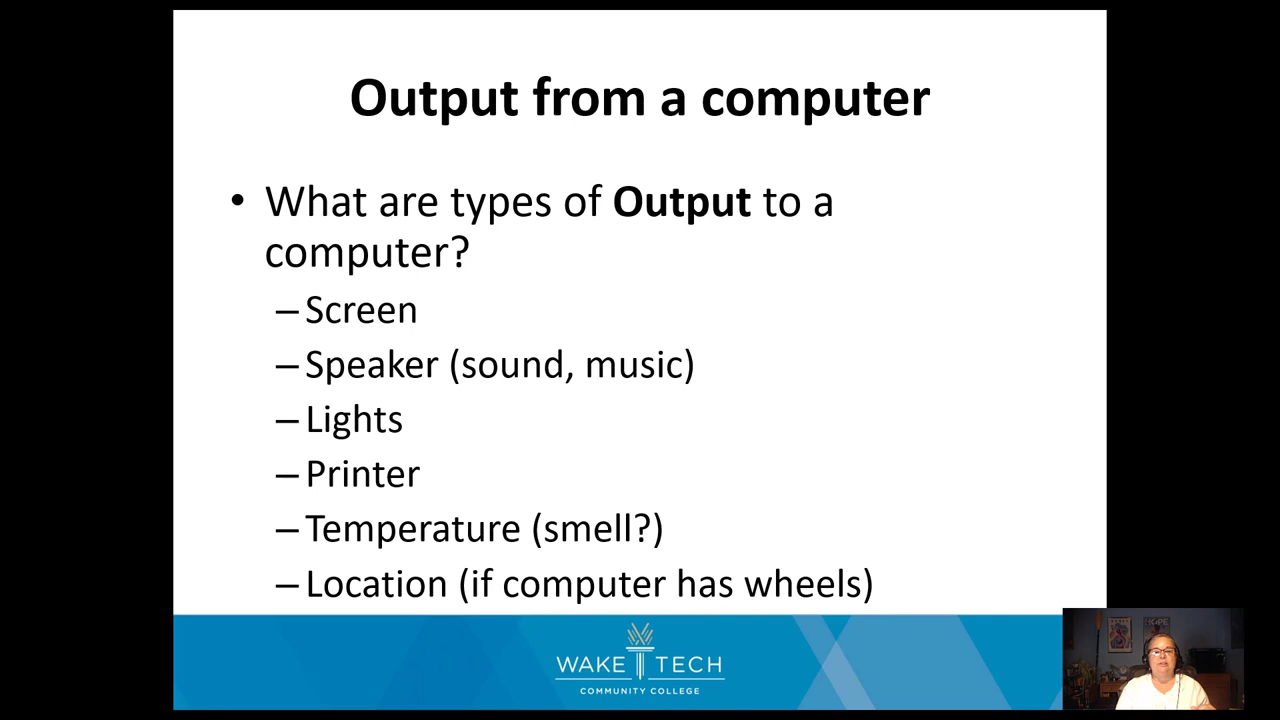 Output from a computer
• What are types of Output to a
computer?
– Screen
– Speaker (sound, music)
– Lights
– Printer
– Temperature (smell?)
– Location (if computer has wheels)
WAKE TECH
COMMUNITY COLLEGE
HOPE